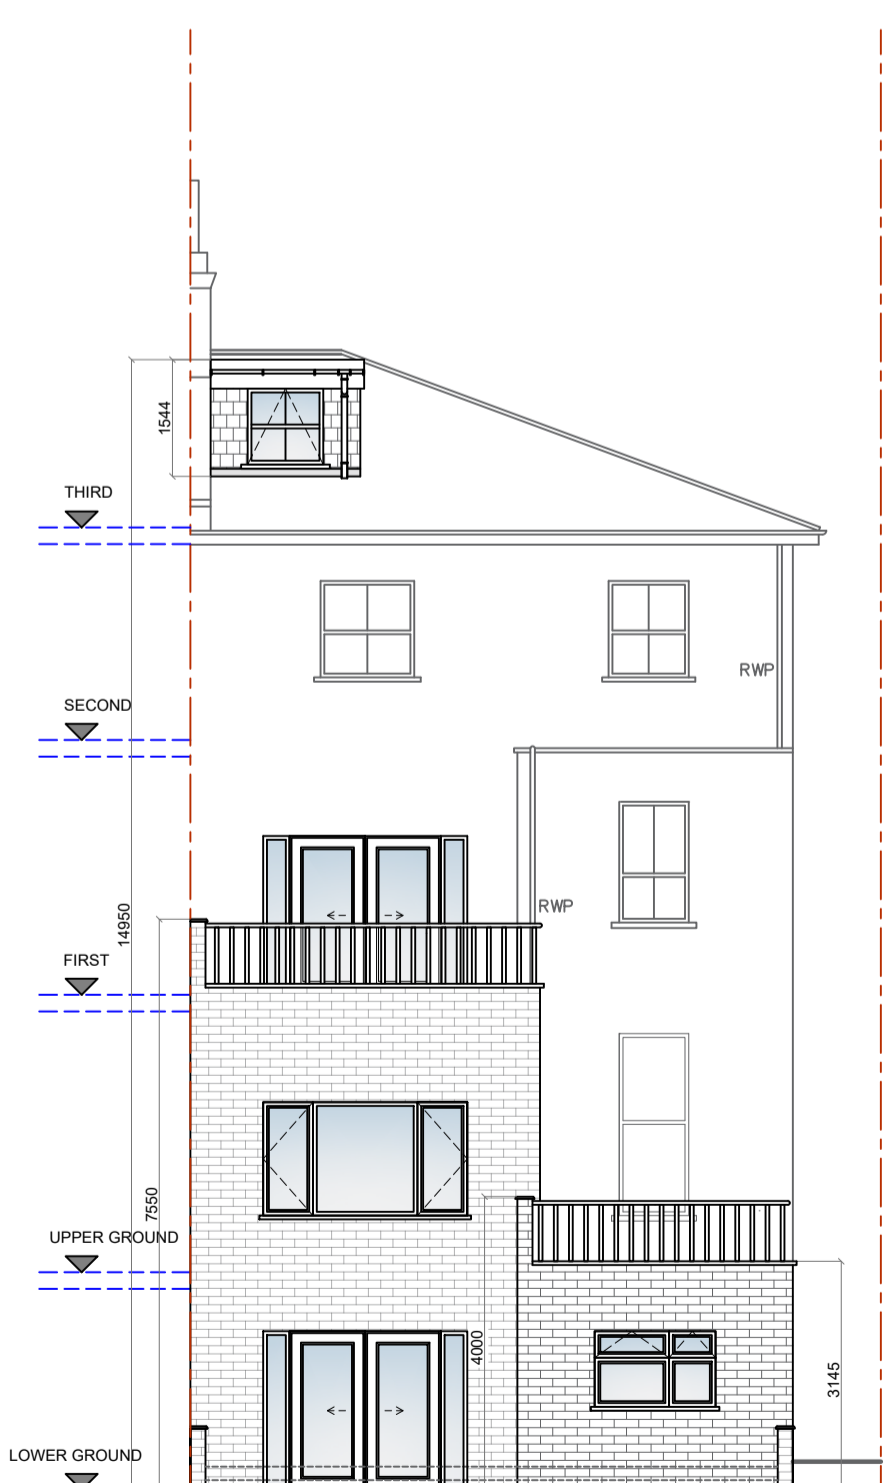 1544
THIRD
RWP
SECOND
RWP
14950
FIRST
7550
UPPER GROUND
4000
3145
LOWER GROUND